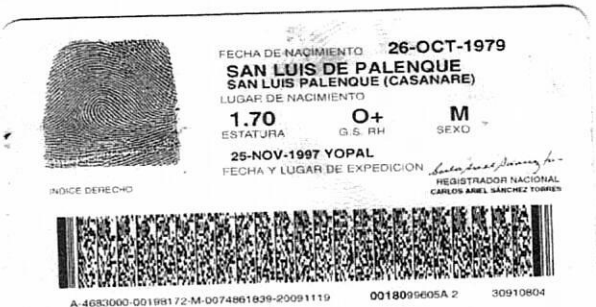 FECHA DE NACIMIENTO 26-OCT-1979
SAN LUIS DE PALENQUE
SAN LUIS PALENQUE (CASANARE)
LUGAR DE NACIMIENTO
1.70 O+ M
ESTATURA G.S. RH SEXO
25-NOV-1997 YOPAL
FECHA Y LUGAR DE EXPEDICION
INDICE DERECHO
REGISTRADOR NACIONAL
CARLOS ARIEL SÁNCHEZ TORRES
A-4683000-00198172-M-0074861839-20091119 0018099605A 2 30910804